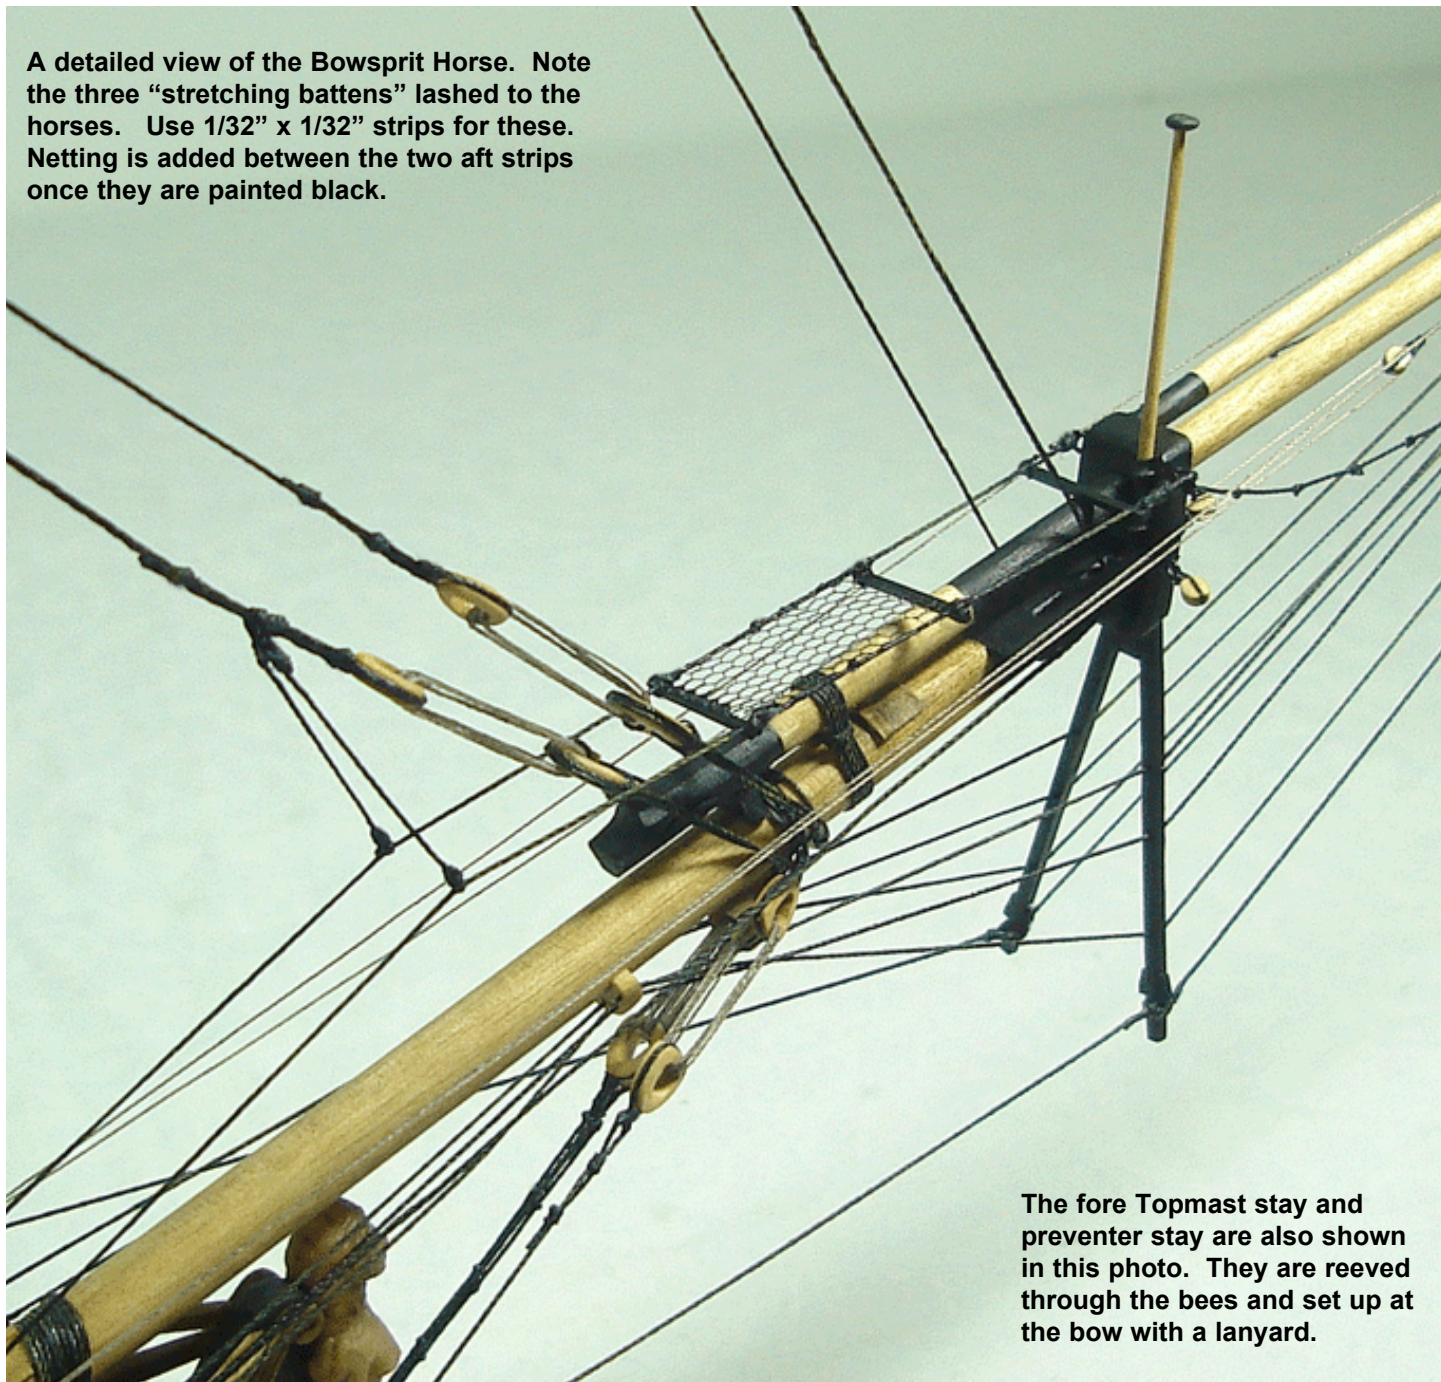 A detailed view of the Bowsprit Horse.  Note
the three “stretching battens” lashed to the
horses.   Use 1/32” x 1/32” strips for these.
Netting is added between the two aft strips
once they are painted black.
The fore Topmast stay and
preventer stay are also shown
in this photo.  They are reeved
through the bees and set up at
the bow with a lanyard.